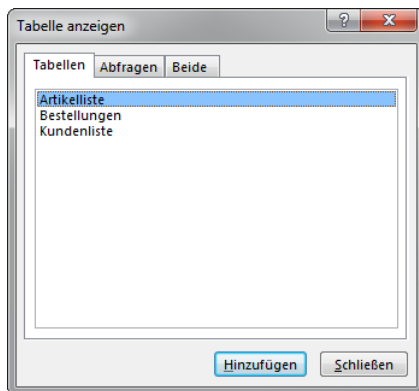 Tabelle anzeigen
Tabellen Abfragen Beide
Artikelliste
Bestellungen
Kundenliste
Hinzufügen Schließen